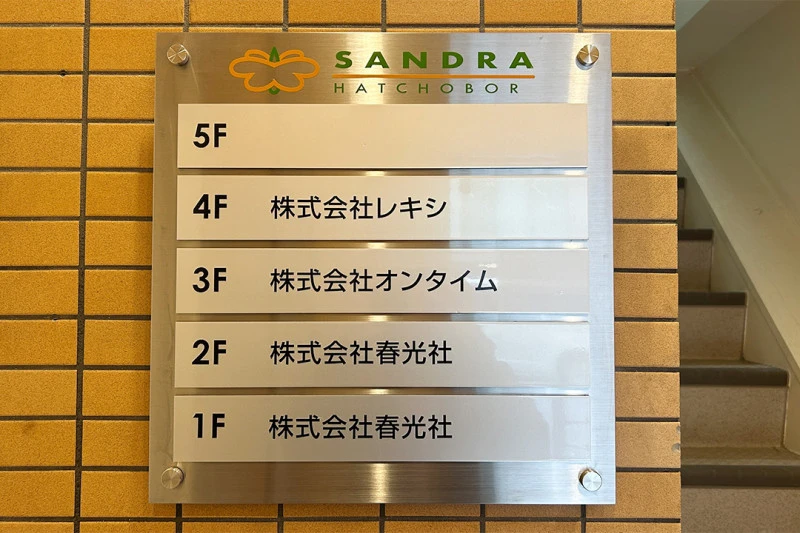 SANDRA
HATCHOBOR
5F
4F 株式会社レキシ
3F 株式会社オンタイム
2F 株式会社春光社
1F 株式会社春光社